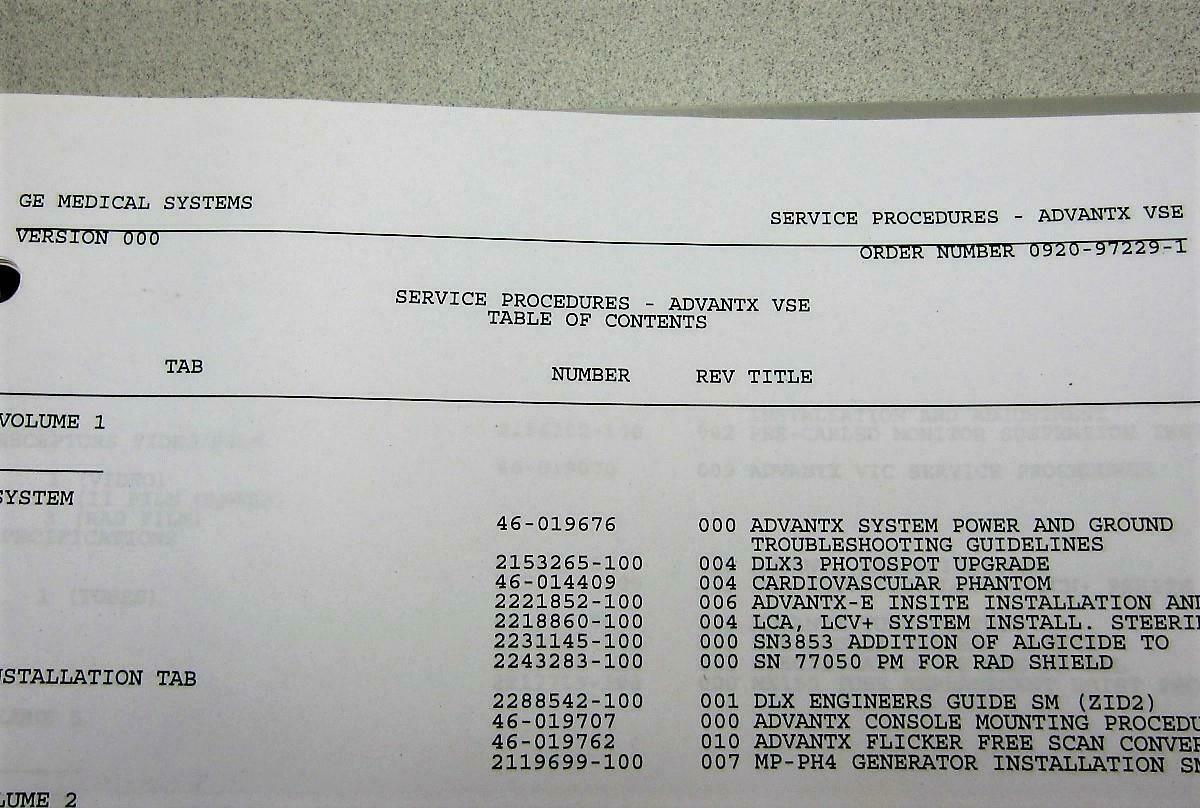 GE MEDICAL SYSTEMS
SERVICE PROCEDURES - ADVANTX VSE
VERSION 000
ORDER NUMBER 0920-97229-1
SERVICE PROCEDURES - ADVANTX VSE
TABLE OF CONTENTS
TAB NUMBER REV TITLE
VOLUME 1
SYSTEM
46-019676 000 ADVANTX SYSTEM POWER AND GROUND
TROUBLESHOOTING GUIDELINES
2153265-100 004 DLX3 PHOTOSPOT UPGRADE
46-014409 004 CARDIOVASCULAR PHANTOM
2221852-100 006 ADVANTX-E INSITE INSTALLATION AND
2218860-100 004 LCA, LCV+ SYSTEM INSTALL. STEERI
2231145-100 000 SN3853 ADDITION OF ALGICIDE TO
2243283-100 000 SN 77050 PM FOR RAD SHIELD
NSTALLATION TAB
2288542-100 001 DLX ENGINEERS GUIDE SM (ZID2)
46-019707 000 ADVANTX CONSOLE MOUNTING PROCEDU
46-019762 010 ADVANTX FLICKER FREE SCAN CONVER
2119699-100 007 MP-PH4 GENERATOR INSTALLATION SM
LUME 2